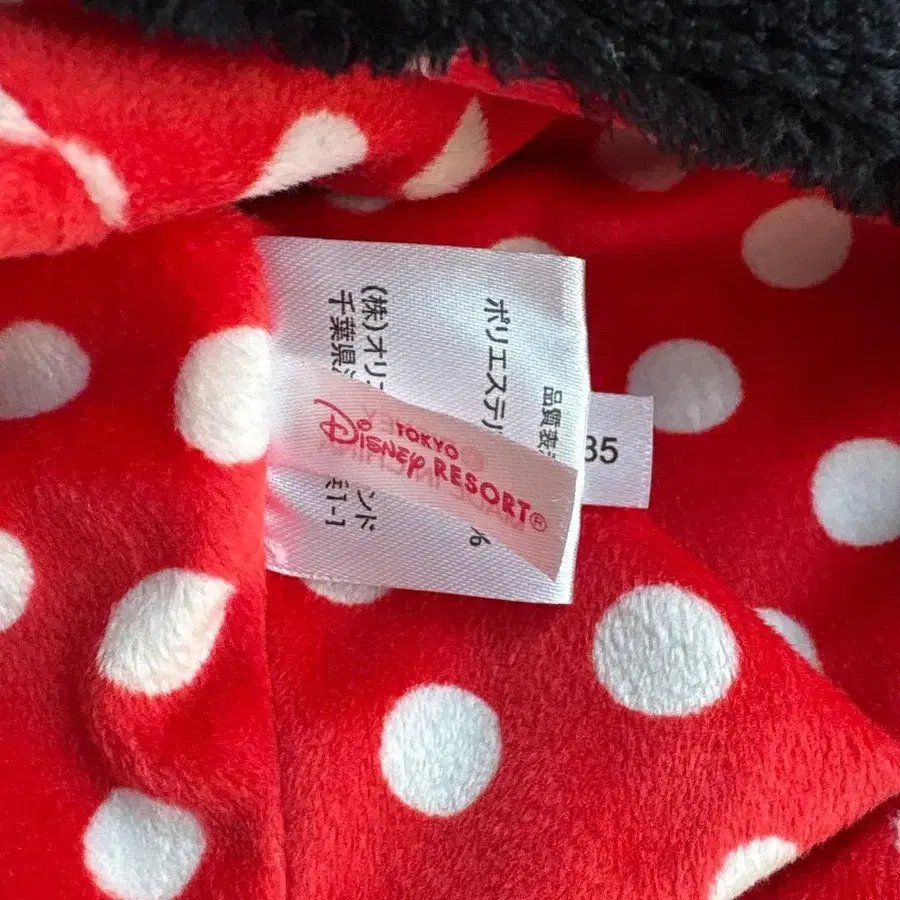 品質表
ポリエステル %
(株)オリ ンド
千葉県 1-1
TOKYO
Disney RESORT®